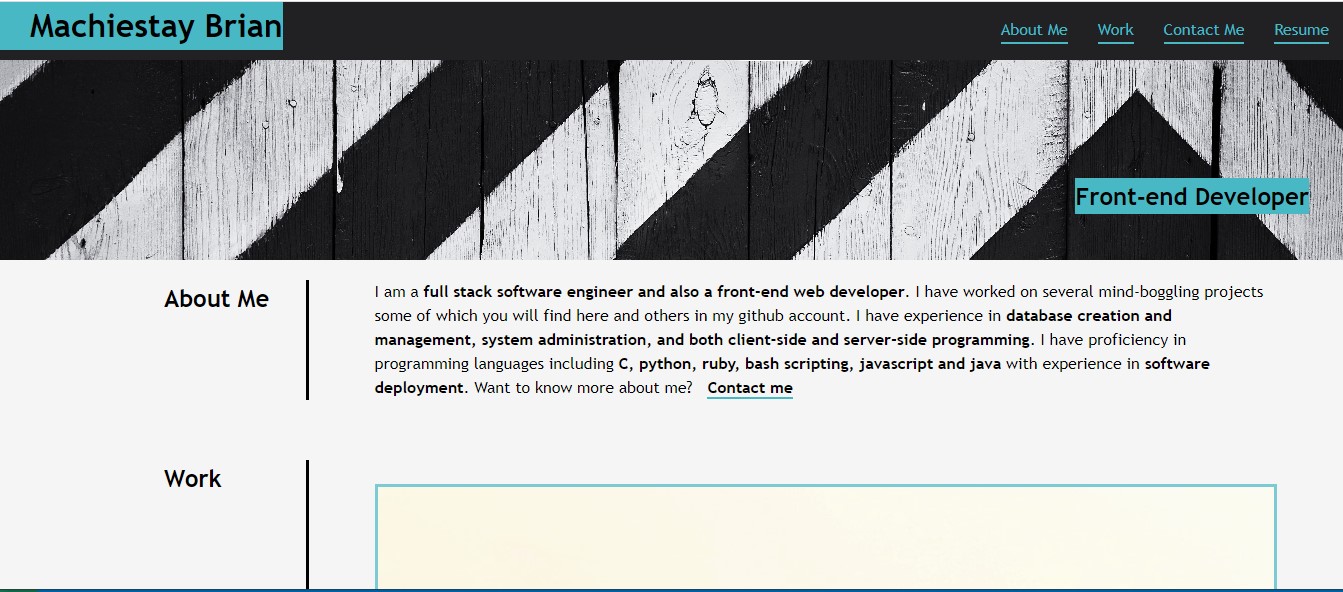 Machiestay Brian
About Me Work Contact Me Resume
Front-end Developer
About Me
I am a full stack software engineer and also a front-end web developer. I have worked on several mind-boggling projects
some of which you will find here and others in my github account. I have experience in database creation and
management, system administration, and both client-side and server-side programming. I have proficiency in
programming languages including C, python, ruby, bash scripting, javascript and java with experience in software
deployment. Want to know more about me? Contact me
Work